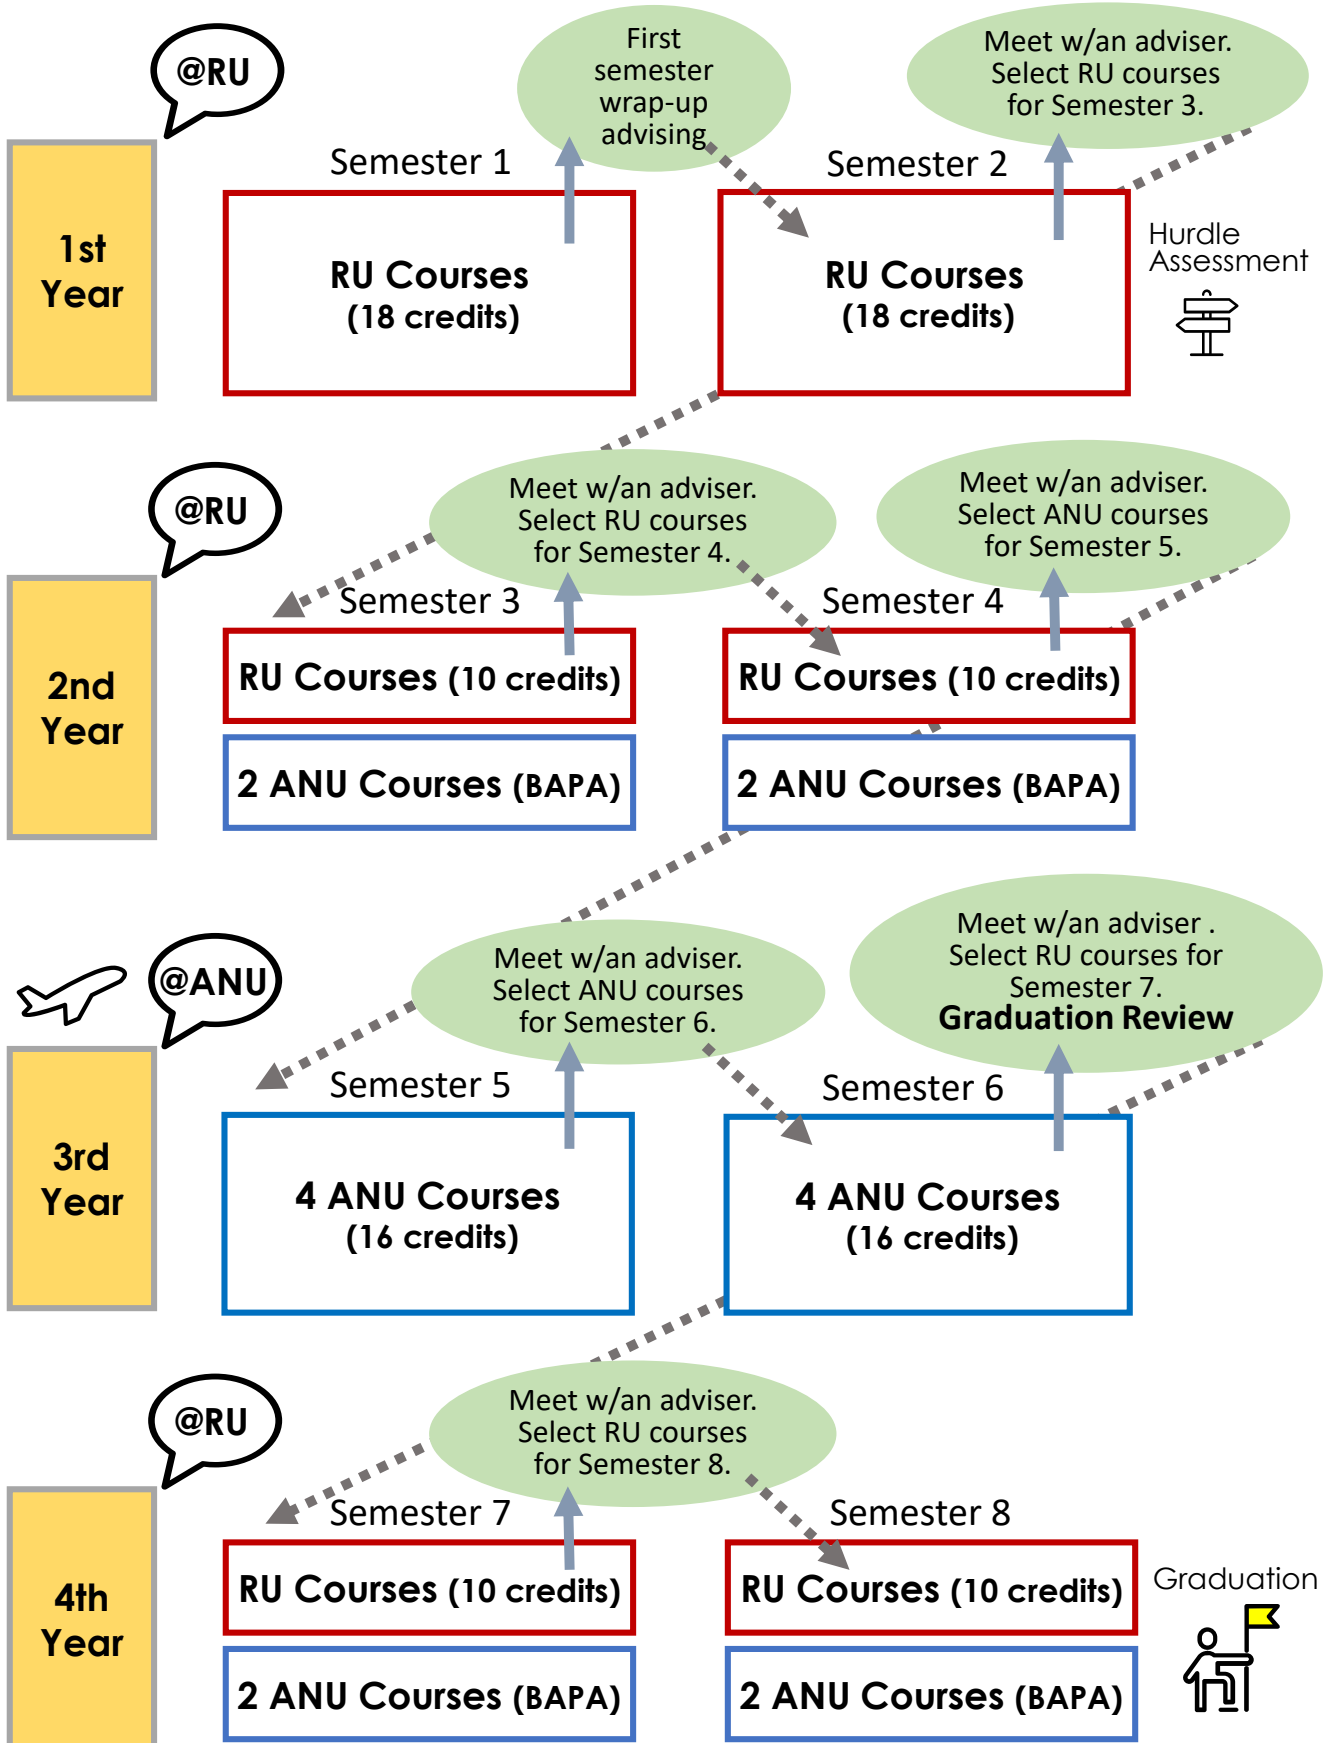 @RU
First
semester
wrap-up
advising
Meet w/an adviser.
Select RU courses
for Semester 3.
1st
Year
Semester 1
RU Courses
(18 credits)
Semester 2
RU Courses
(18 credits)
Hurdle
Assessment
@RU
Meet w/an adviser.
Select RU courses
for Semester 4.
Meet w/an adviser.
Select ANU courses
for Semester 5.
2nd
Year
Semester 3
RU Courses (10 credits)
2 ANU Courses (BAPA)
Semester 4
RU Courses (10 credits)
2 ANU Courses (BAPA)
@ANU
Meet w/an adviser.
Select ANU courses
for Semester 6.
Meet w/an adviser .
Select RU courses for
Semester 7.
Graduation Review
3rd
Year
Semester 5
4 ANU Courses
(16 credits)
Semester 6
4 ANU Courses
(16 credits)
@RU
Meet w/an adviser.
Select RU courses
for Semester 8.
4th
Year
Semester 7
RU Courses (10 credits)
2 ANU Courses (BAPA)
Semester 8
RU Courses (10 credits)
2 ANU Courses (BAPA)
Graduation